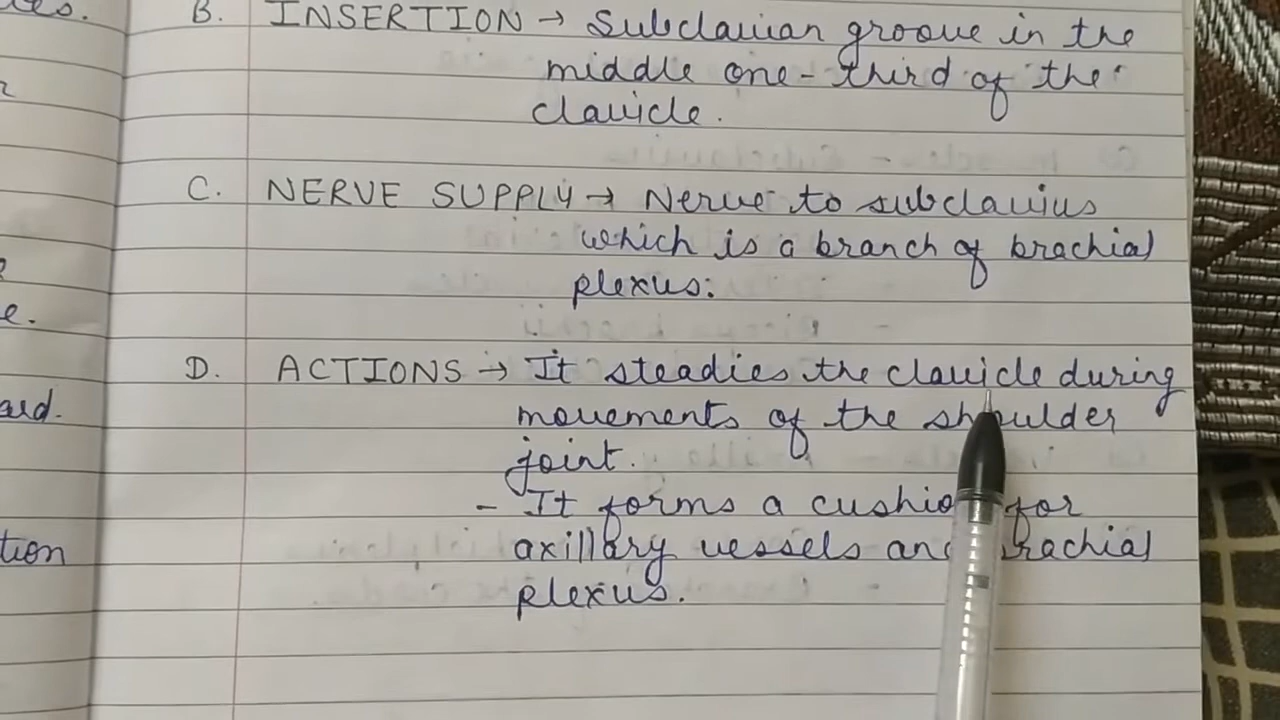 es.
B. INSERTION → Subclavian groove in the
middle one-third of the
clavicle.
C. NERVE SUPPLY → Nerve to subclavius
which is a branch of brachial
plexus.
e.
D. ACTIONS → It steadies the clavicle during
movements of the shoulder
joint.
- It forms a cushion for
axillary vessels and brachial
plexus.
tion